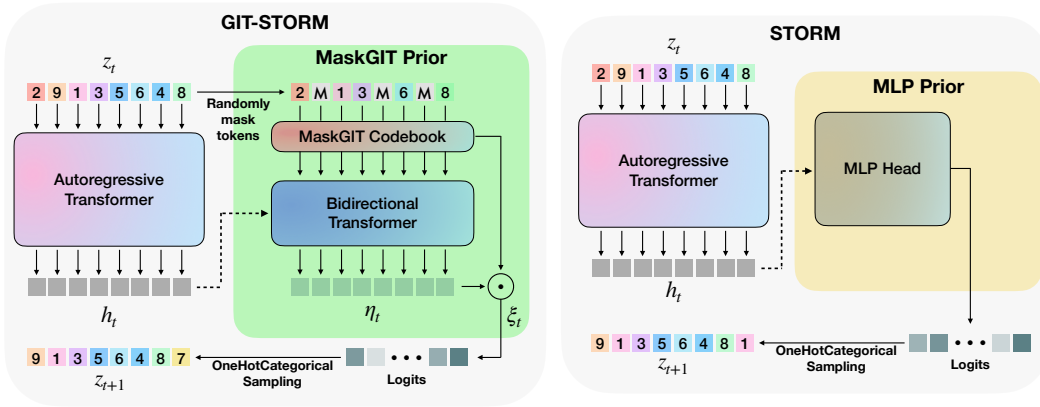 GIT-STORM
MaskGIT Prior
z_t
2 9 1 3 5 6 4 8
Randomly
mask
tokens
2 M 1 3 M 6 M 8
MaskGIT Codebook
Autoregressive
Transformer
Bidirectional
Transformer
h_t
η_t
ξ_t
9 1 3 5 6 4 8 7
z_{t+1}
OneHotCategorical
Sampling
Logits
STORM
MLP Prior
z_t
2 9 1 3 5 6 4 8
Autoregressive
Transformer
MLP Head
h_t
9 1 3 5 6 4 8 1
z_{t+1}
OneHotCategorical
Sampling
Logits